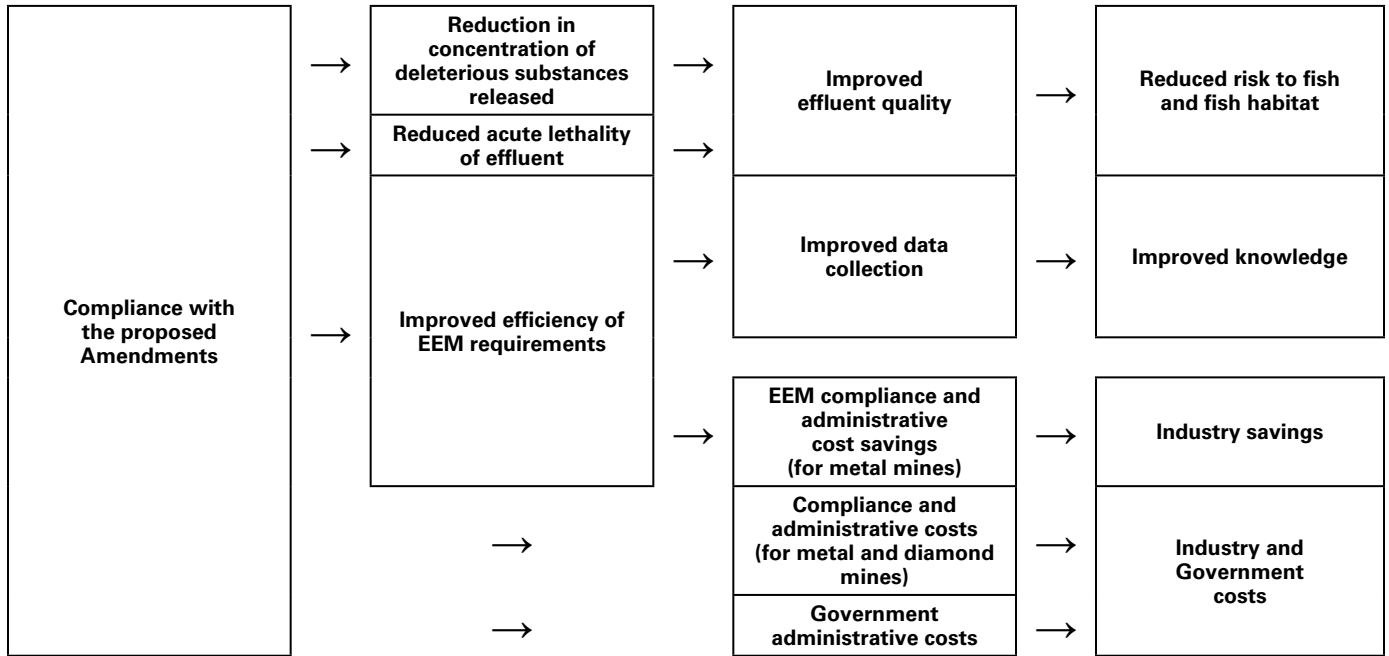 Compliance with
the proposed
Amendments
→
Reduction in
concentration of
deleterious substances
released
→
Improved
effluent quality
→
Reduced risk to fish
and fish habitat
→
Reduced acute lethality
of effluent
→
→
Improved efficiency of
EEM requirements
→
Improved data
collection
→
Improved knowledge
→
EEM compliance and
administrative
cost savings
(for metal mines)
→
Industry savings
→
Compliance and
administrative costs
(for metal and diamond
mines)
→
Industry and
Government
costs
→
Government
administrative costs
→